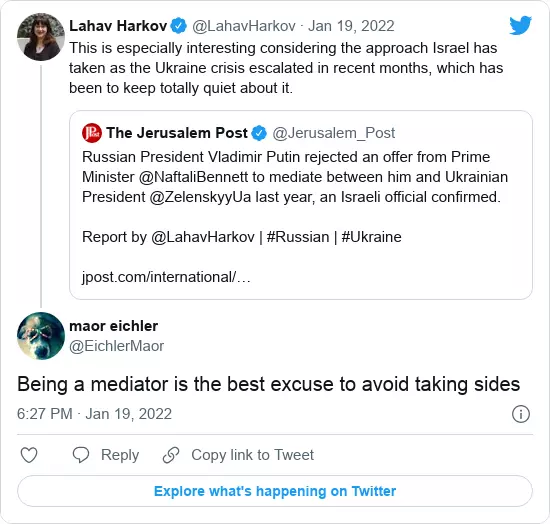 Lahav Harkov @LahavHarkov · Jan 19, 2022
This is especially interesting considering the approach Israel has
taken as the Ukraine crisis escalated in recent months, which has
been to keep totally quiet about it.
JPost The Jerusalem Post @Jerusalem_Post
Russian President Vladimir Putin rejected an offer from Prime
Minister @NaftaliBennett to mediate between him and Ukrainian
President @ZelenskyyUa last year, an Israeli official confirmed.
Report by @LahavHarkov | #Russian | #Ukraine
jpost.com/international/…
maor eichler
@EichlerMaor
Being a mediator is the best excuse to avoid taking sides
6:27 PM · Jan 19, 2022
Reply Copy link to Tweet
Explore what's happening on Twitter